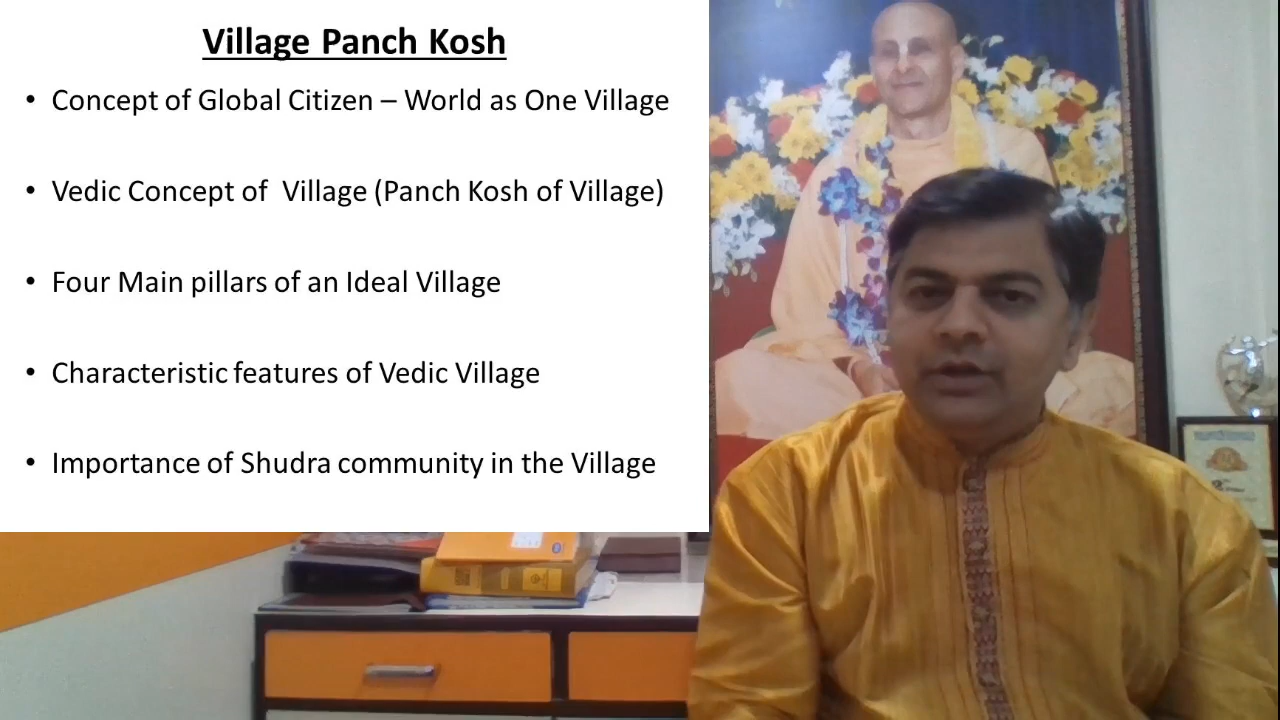 Village Panch Kosh
• Concept of Global Citizen – World as One Village
• Vedic Concept of  Village (Panch Kosh of Village)
• Four Main pillars of an Ideal Village
• Characteristic features of Vedic Village
• Importance of Shudra community in the Village